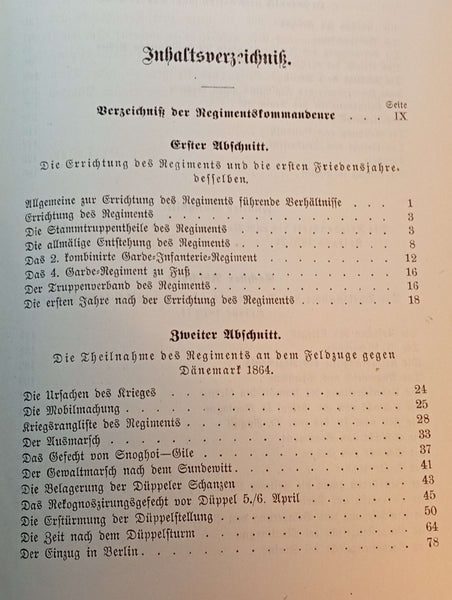 Inhaltsverzeichniß.
Seite
Verzeichniß der Regimentskommandeure . . . IX
Erster Abschnitt.
Die Errichtung des Regiments und die ersten Friedensjahre
desselben.
Allgemeine zur Errichtung des Regiments führende Verhältnisse . . . 1
Errichtung des Regiments . . . . . . . . . . . . 3
Die Stammtruppentheile des Regiments . . . . . . . . 3
Die allmälige Entstehung des Regiments . . . . . . . . 8
Das 2. kombinirte Garde-Infanterie-Regiment . . . . . . 12
Das 4. Garde-Regiment zu Fuß . . . . . . . . . . 16
Der Truppenverband des Regiments . . . . . . . . . 16
Die ersten Jahre nach der Errichtung des Regiments . . . . . 18
Zweiter Abschnitt.
Die Theilnahme des Regiments an dem Feldzuge gegen
Dänemark 1864.
Die Ursachen des Krieges . . . . . . . . . . . . 24
Die Mobilmachung . . . . . . . . . . . . . . 25
Kriegsrangliste des Regiments . . . . . . . . . . . 28
Der Ausmarsch . . . . . . . . . . . . . . . 33
Das Gefecht von Snoghoi—Gile . . . . . . . . . . 37
Der Gewaltmarsch nach dem Sundewitt . . . . . . . . 41
Die Belagerung der Düppeler Schanzen . . . . . . . . 43
Das Rekognoszirungsgefecht vor Düppel 5./6. April . . . . . 45
Die Erstürmung der Düppelstellung . . . . . . . . . 50
Die Zeit nach dem Düppelsturm . . . . . . . . . . 64
Der Einzug in Berlin . . . . . . . . . . . . . 78